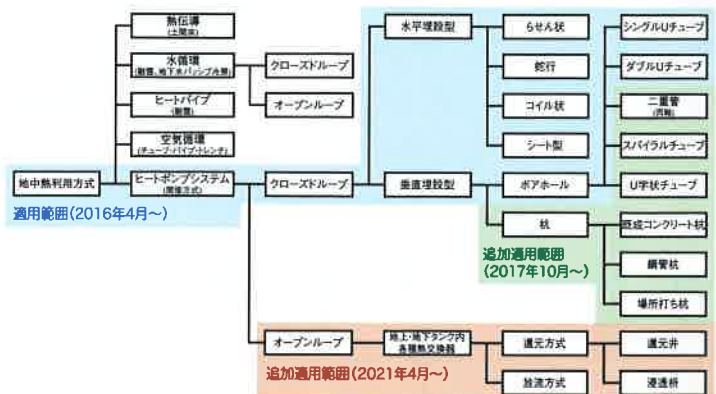 熱伝導
(土間床)
水循環
(融雪、地下水パッシブ冷房)
ヒートパイプ
(融雪)
空気循環
(チューブ・パイプ・トレンチ)
地中熱利用方式
ヒートポンプシステム
(間接方式)
適用範囲(2016年4月~)
クローズドループ
オープンループ
クローズドループ
水平埋設型
垂直埋設型
らせん状
蛇行
コイル状
シート型
ボアホール
杭
シングルUチューブ
ダブルUチューブ
二重管
(同軸)
スパイラルチューブ
U字状チューブ
既成コンクリート杭
鋼管杭
場所打ち杭
追加適用範囲
(2017年10月~)
オープンループ
地上・地下タンク内
各種熱交換器
還元方式
還元井
放流方式
浸透桝
追加適用範囲(2021年4月~)